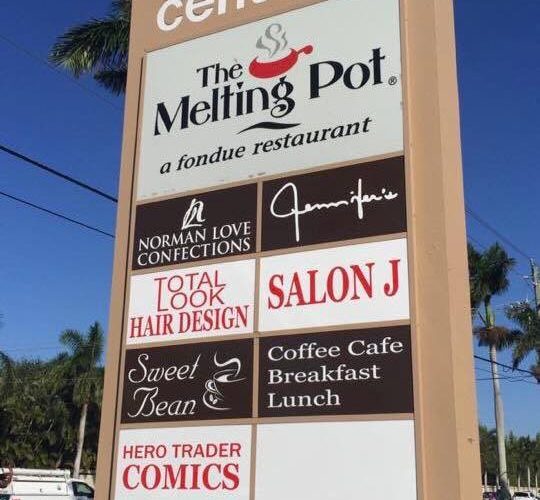 The
Melting Pot®
a fondue restaurant
NORMAN LOVE
CONFECTIONS
Jennifer's
TOTAL
LOOK
HAIR DESIGN
SALON J
Sweet
Bean
Coffee Cafe
Breakfast
Lunch
HERO TRADER
COMICS